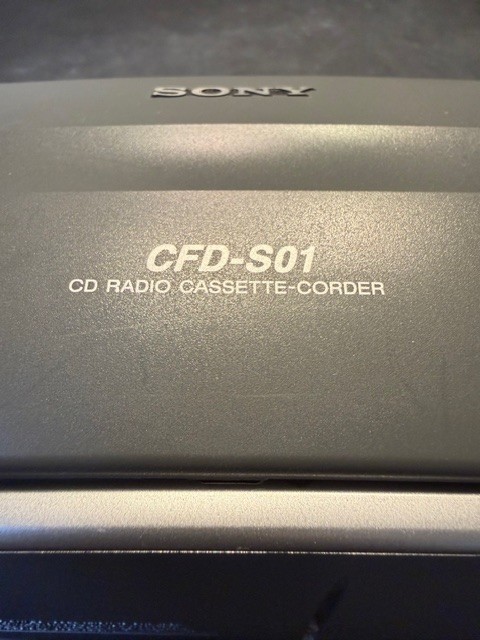 SONY
CFD-S01
CD RADIO CASSETTE-CORDER